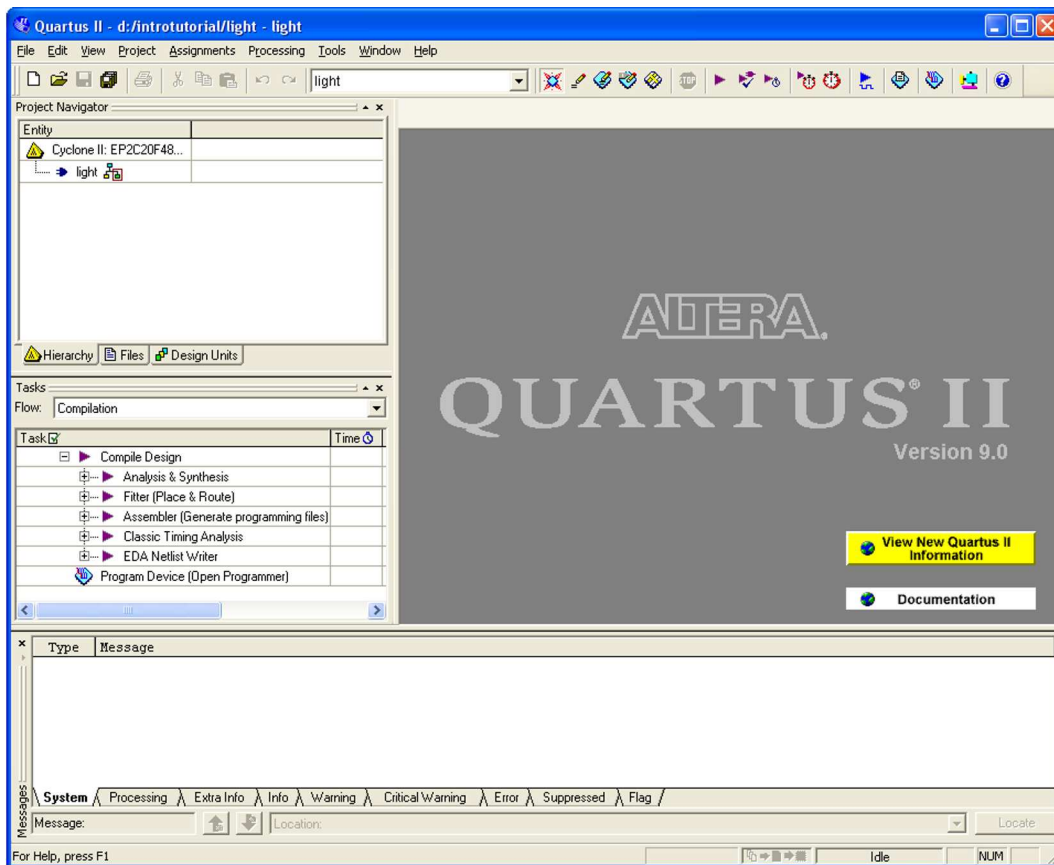 Quartus II - d:/introtutorial/light - light
File Edit View Project Assignments Processing Tools Window Help
light
STOP
Project Navigator
Entity
Cyclone II: EP2C20F48...
light
Hierarchy Files Design Units
Tasks
Flow: Compilation
Task Time
Compile Design
Analysis & Synthesis
Fitter (Place & Route)
Assembler (Generate programming files)
Classic Timing Analysis
EDA Netlist Writer
Program Device (Open Programmer)
ALTERA.
QUARTUS® II
Version 9.0
View New Quartus II
Information
Documentation
Type Message
System Processing Extra Info Info Warning Critical Warning Error Suppressed Flag
Messages
Message: Location: Locate
For Help, press F1 Idle NUM